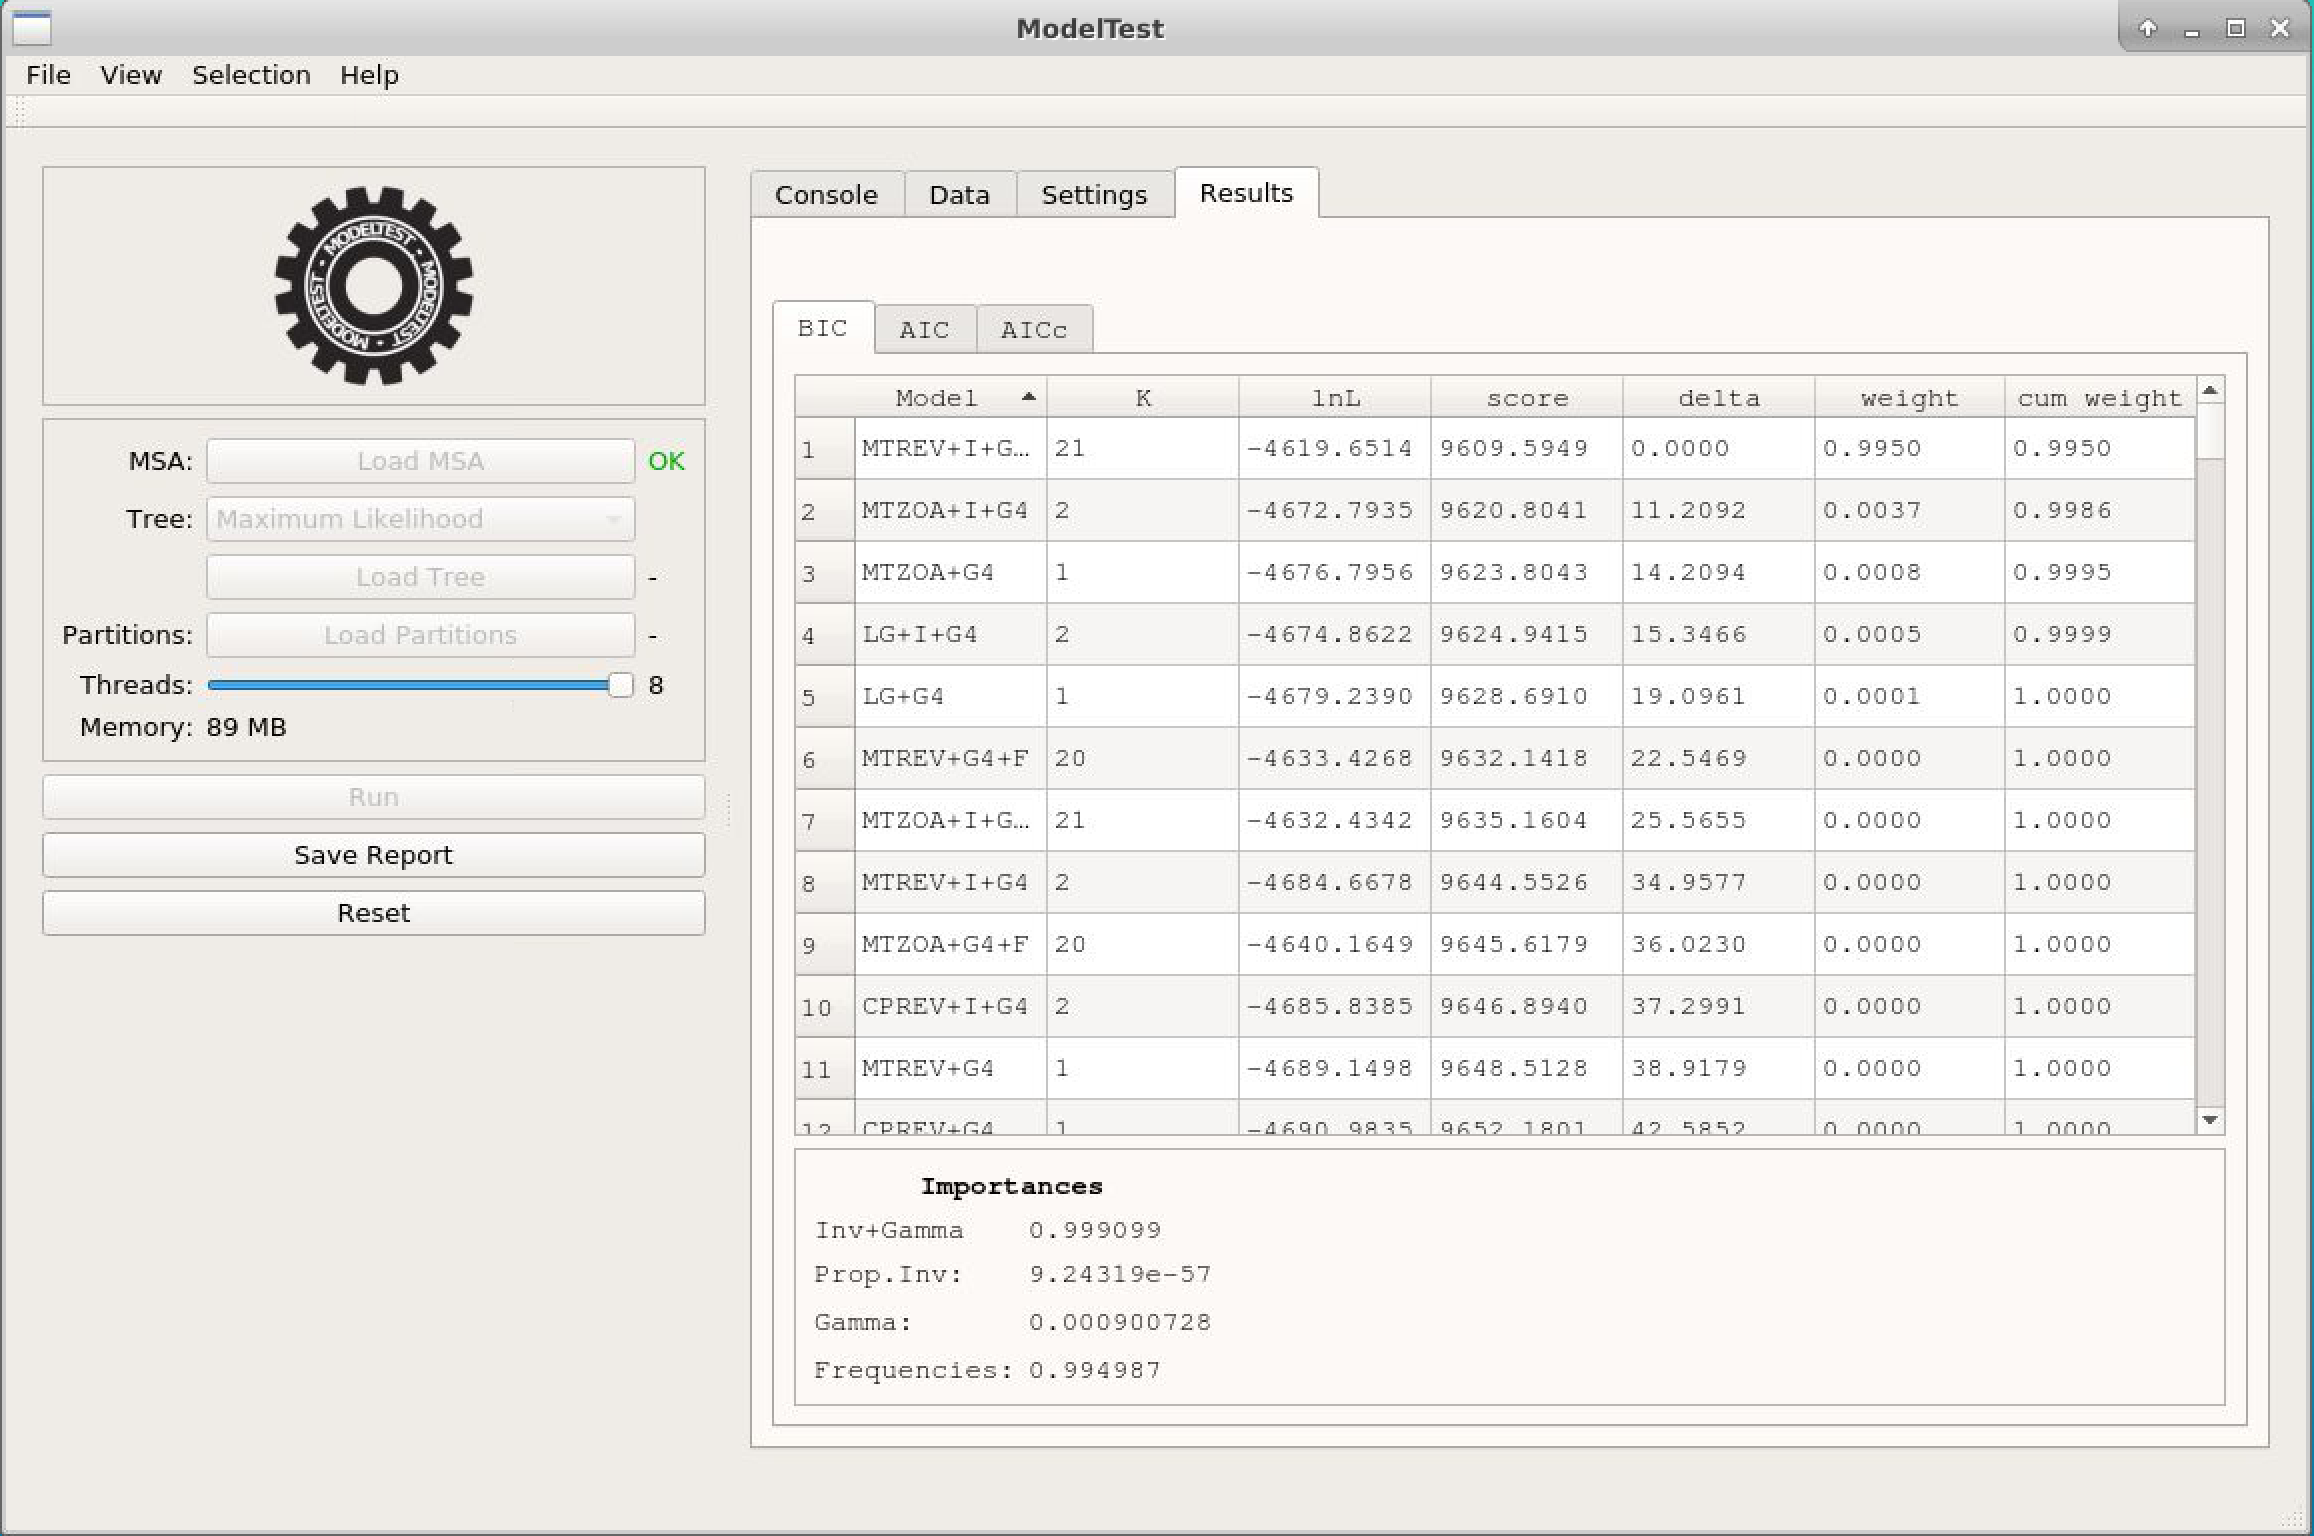 ModelTest
File View Selection Help
MODELTEST · MODELTEST · MODELTEST ·
MSA: Load MSA OK
Tree: Maximum Likelihood
Load Tree -
Partitions: Load Partitions -
Threads: 8
Memory: 89 MB
Run
Save Report
Reset
Console Data Settings Results
BIC AIC AICc
Model K lnL score delta weight cum weight
1 MTREV+I+G... 21 -4619.6514 9609.5949 0.0000 0.9950 0.9950
2 MTZOA+I+G4 2 -4672.7935 9620.8041 11.2092 0.0037 0.9986
3 MTZOA+G4 1 -4676.7956 9623.8043 14.2094 0.0008 0.9995
4 LG+I+G4 2 -4674.8622 9624.9415 15.3466 0.0005 0.9999
5 LG+G4 1 -4679.2390 9628.6910 19.0961 0.0001 1.0000
6 MTREV+G4+F 20 -4633.4268 9632.1418 22.5469 0.0000 1.0000
7 MTZOA+I+G... 21 -4632.4342 9635.1604 25.5655 0.0000 1.0000
8 MTREV+I+G4 2 -4684.6678 9644.5526 34.9577 0.0000 1.0000
9 MTZOA+G4+F 20 -4640.1649 9645.6179 36.0230 0.0000 1.0000
10 CPREV+I+G4 2 -4685.8385 9646.8940 37.2991 0.0000 1.0000
11 MTREV+G4 1 -4689.1498 9648.5128 38.9179 0.0000 1.0000
12 CPREV+G4 1 -4690.9835 9652.1801 42.5852 0.0000 1.0000
Importances
Inv+Gamma 0.999099
Prop.Inv: 9.24319e-57
Gamma: 0.000900728
Frequencies: 0.994987